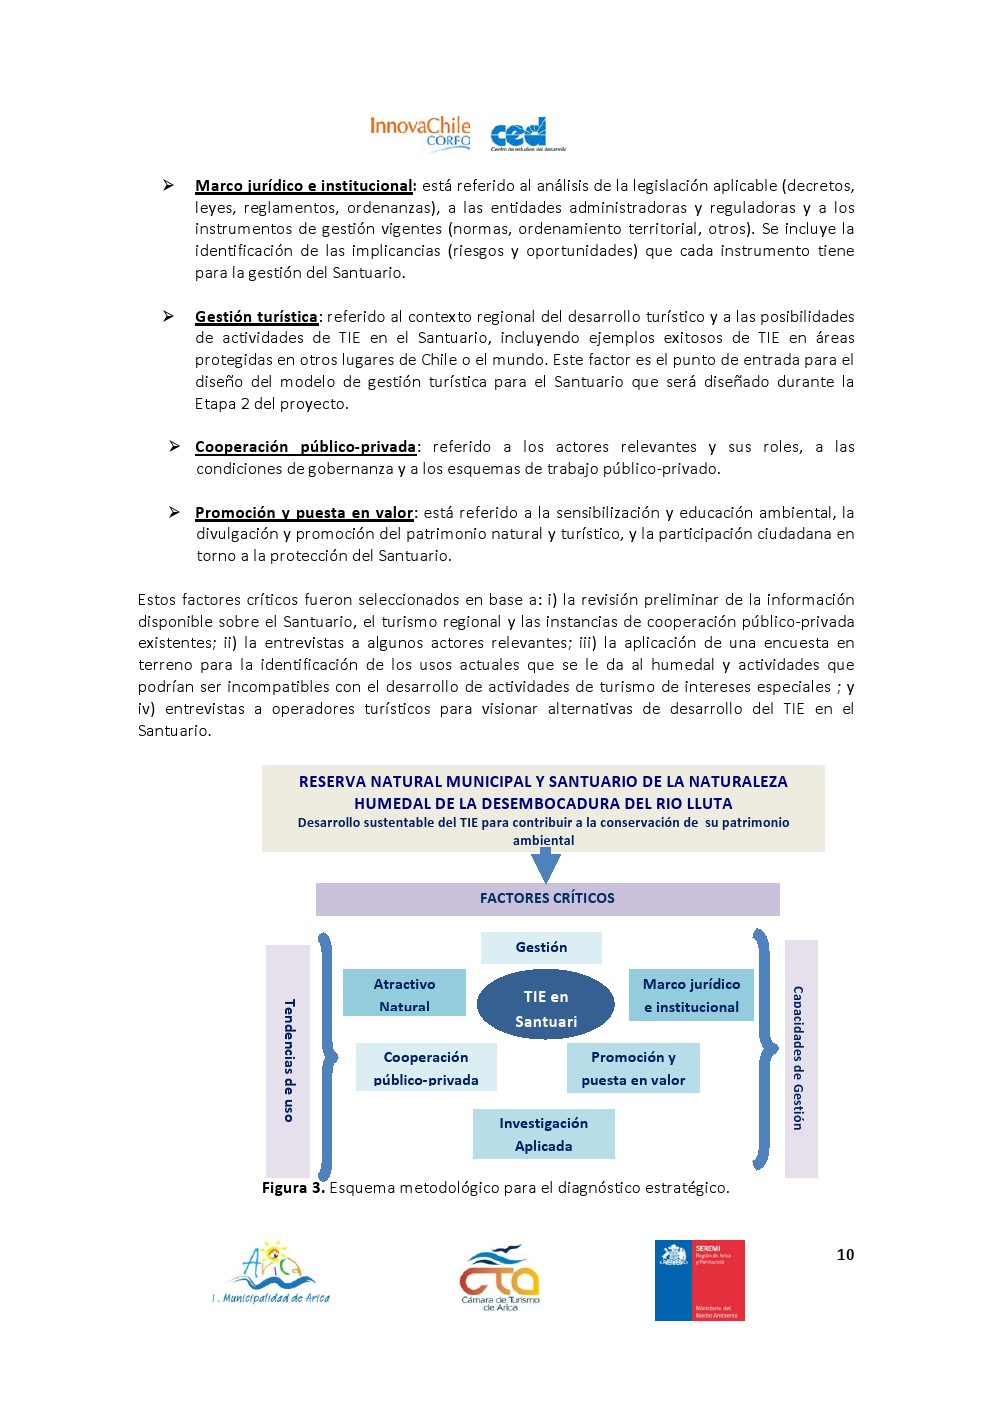 InnovaChile
CORFO
ced
Centro de estudios del desarrollo
➢ Marco jurídico e institucional: está referido al análisis de la legislación aplicable (decretos,
leyes, reglamentos, ordenanzas), a las entidades administradoras y reguladoras y a los
instrumentos de gestión vigentes (normas, ordenamiento territorial, otros). Se incluye la
identificación de las implicancias (riesgos y oportunidades) que cada instrumento tiene
para la gestión del Santuario.
➢ Gestión turística: referido al contexto regional del desarrollo turístico y a las posibilidades
de actividades de TIE en el Santuario, incluyendo ejemplos exitosos de TIE en áreas
protegidas en otros lugares de Chile o el mundo. Este factor es el punto de entrada para el
diseño del modelo de gestión turística para el Santuario que será diseñado durante la
Etapa 2 del proyecto.
➢ Cooperación público-privada: referido a los actores relevantes y sus roles, a las
condiciones de gobernanza y a los esquemas de trabajo público-privado.
➢ Promoción y puesta en valor: está referido a la sensibilización y educación ambiental, la
divulgación y promoción del patrimonio natural y turístico, y la participación ciudadana en
torno a la protección del Santuario.
Estos factores críticos fueron seleccionados en base a: i) la revisión preliminar de la información
disponible sobre el Santuario, el turismo regional y las instancias de cooperación público-privada
existentes; ii) la entrevistas a algunos actores relevantes; iii) la aplicación de una encuesta en
terreno para la identificación de los usos actuales que se le da al humedal y actividades que
podrían ser incompatibles con el desarrollo de actividades de turismo de intereses especiales ; y
iv) entrevistas a operadores turísticos para visionar alternativas de desarrollo del TIE en el
Santuario.
RESERVA NATURAL MUNICIPAL Y SANTUARIO DE LA NATURALEZA
HUMEDAL DE LA DESEMBOCADURA DEL RIO LLUTA
Desarrollo sustentable del TIE para contribuir a la conservación de su patrimonio
ambiental
FACTORES CRÍTICOS
Gestión
Atractivo
Natural
TIE en
Santuari
Marco jurídico
e institucional
Tendencias de uso
Capacidades de Gestión
Cooperación
público-privada
Promoción y
puesta en valor
Investigación
Aplicada
Figura 3. Esquema metodológico para el diagnóstico estratégico.
Arica
I. Municipalidad de Arica
CTA
Cámara de Turismo
de Arica
SEREMI
Región de Arica
y Parinacota
Ministerio del
Medio Ambiente
10